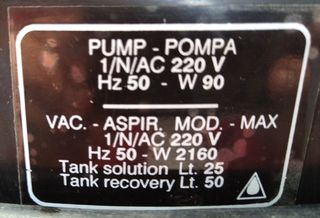 PUMP - POMPA
1/N/AC 220 V
Hz 50 - W 90
VAC. - ASPIR. MOD. - MAX
1/N/AC 220 V
Hz 50 - W 2160
Tank solution Lt. 25
Tank recovery Lt. 50